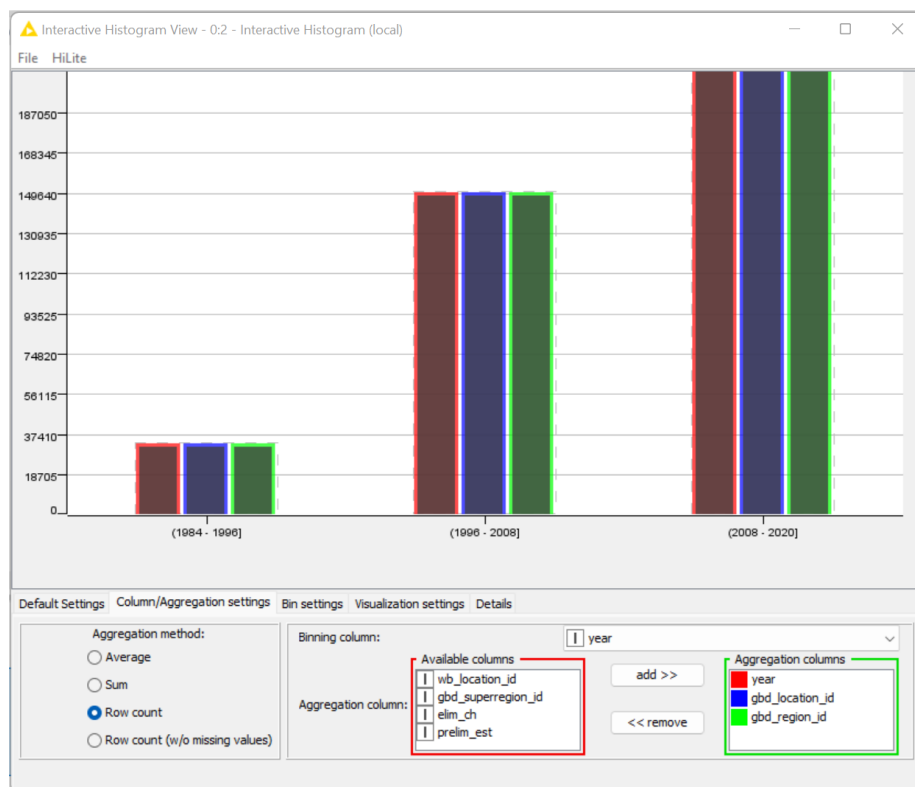 Interactive Histogram View - 0:2 - Interactive Histogram (local)
File HiLite
187050
168345
149640
130935
112230
93525
74820
56115
37410
18705
0
(1984 - 1996] (1996 - 2008] (2008 - 2020]
Default Settings Column/Aggregation settings Bin settings Visualization settings Details
Aggregation method:
Average
Sum
Row count
Row count (w/o missing values)
Binning column: I year
Aggregation column:
Available columns
I wb_location_id
I gbd_superregion_id
I elim_ch
I prelim_est
add >>
<< remove
Aggregation columns
year
gbd_location_id
gbd_region_id